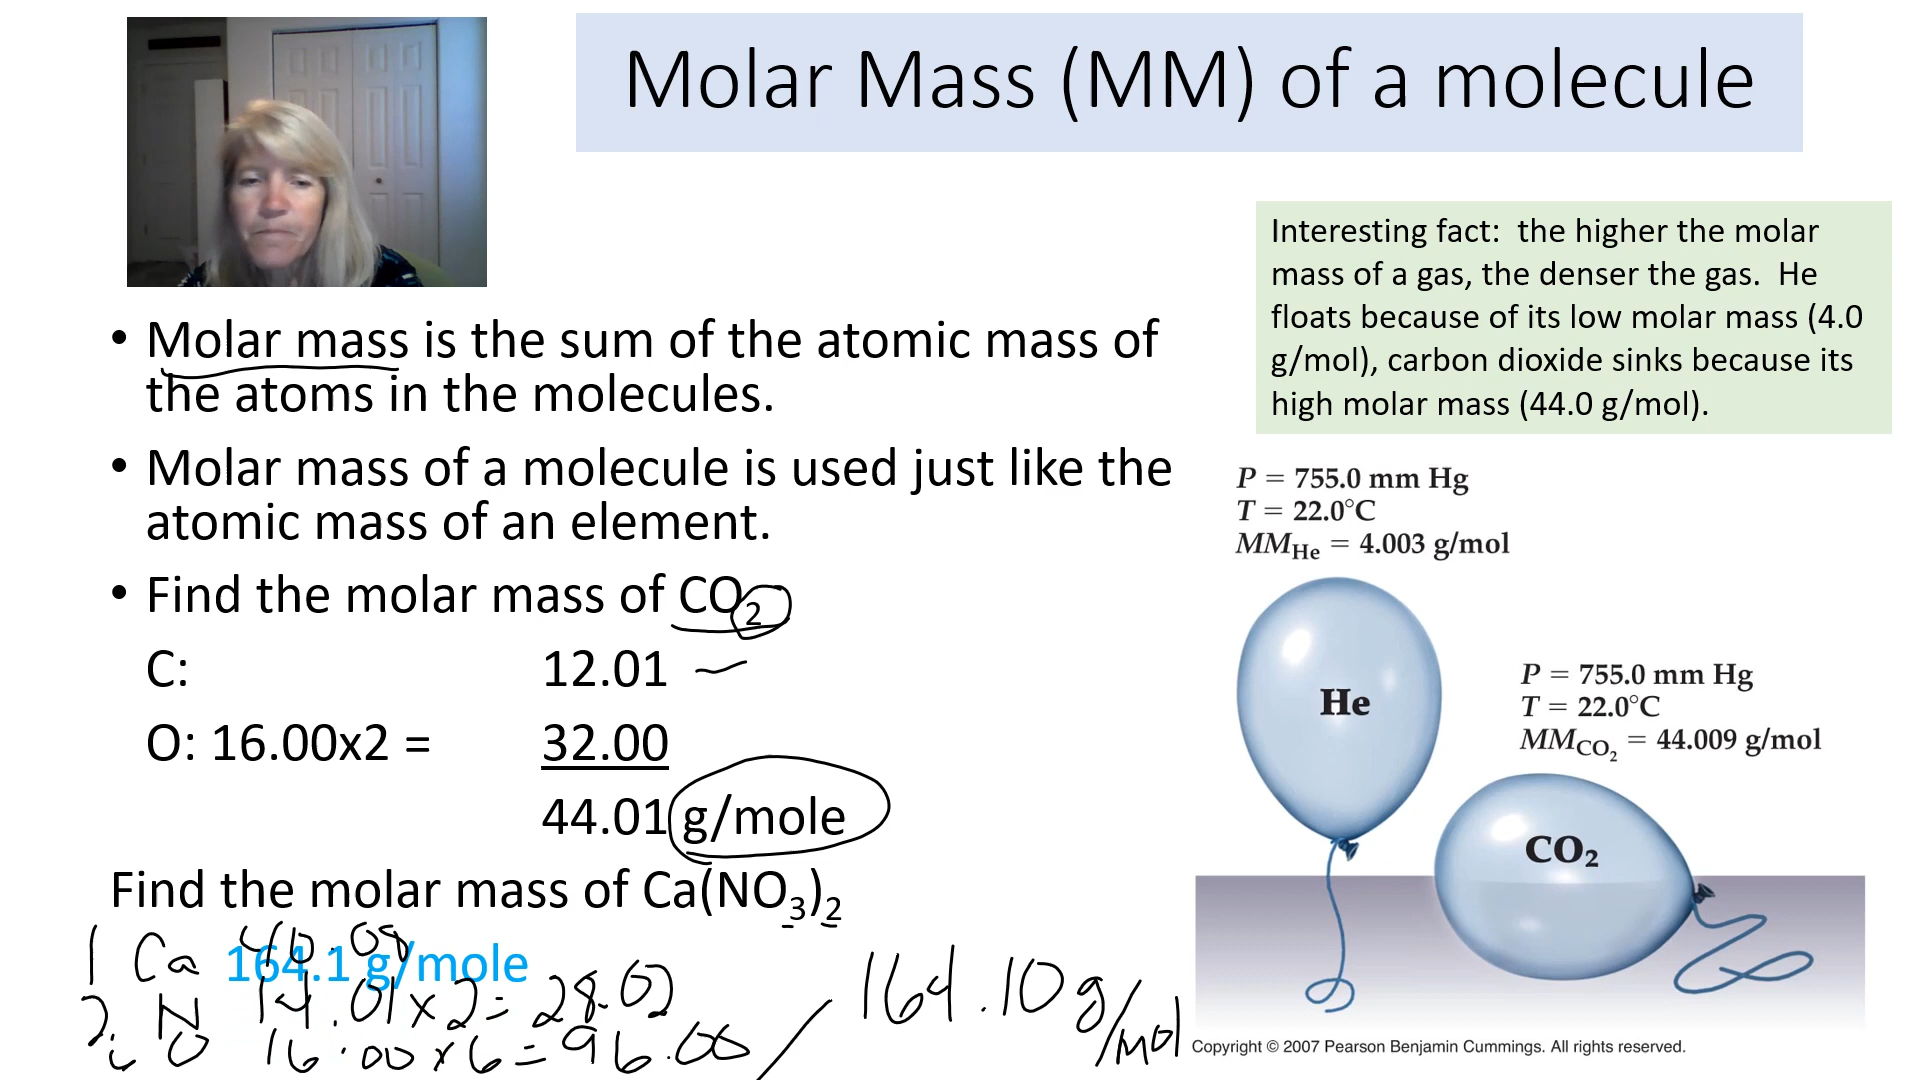 Molar Mass (MM) of a molecule
Interesting fact:  the higher the molar
mass of a gas, the denser the gas.  He
floats because of its low molar mass (4.0
g/mol), carbon dioxide sinks because its
high molar mass (44.0 g/mol).
• Molar mass is the sum of the atomic mass of
the atoms in the molecules.
• Molar mass of a molecule is used just like the
atomic mass of an element.
• Find the molar mass of CO₂
C: 12.01
O: 16.00x2 = 32.00
44.01 g/mole
Find the molar mass of Ca(NO₃)₂
164.1 g/mole
1 Ca 40.08
2 N 14.01 x 2 = 28.02
6 O 16.00 x 6 = 96.00
164.10 g/mol
P = 755.0 mm Hg
T = 22.0°C
MM_He = 4.003 g/mol
He
P = 755.0 mm Hg
T = 22.0°C
MM_CO₂ = 44.009 g/mol
CO₂
Copyright © 2007 Pearson Benjamin Cummings. All rights reserved.